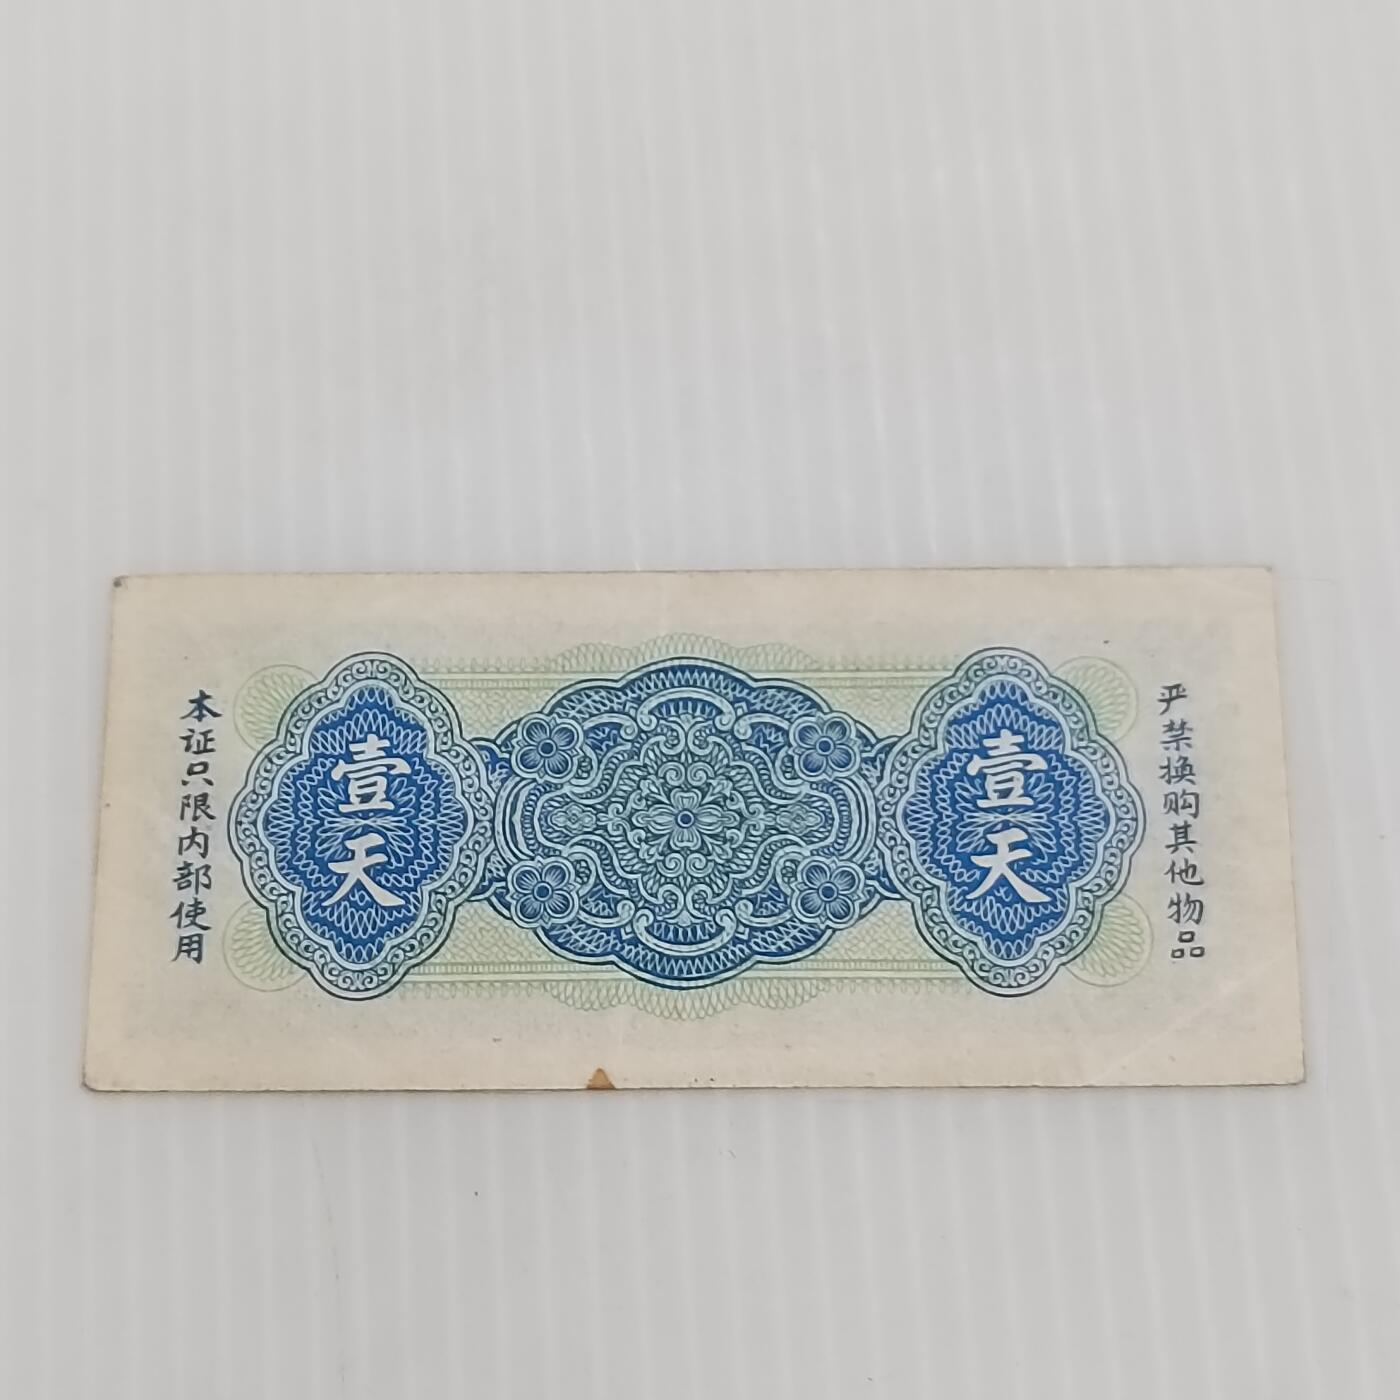 本证只限内部使用
壹天
壹天
严禁换购其他物品